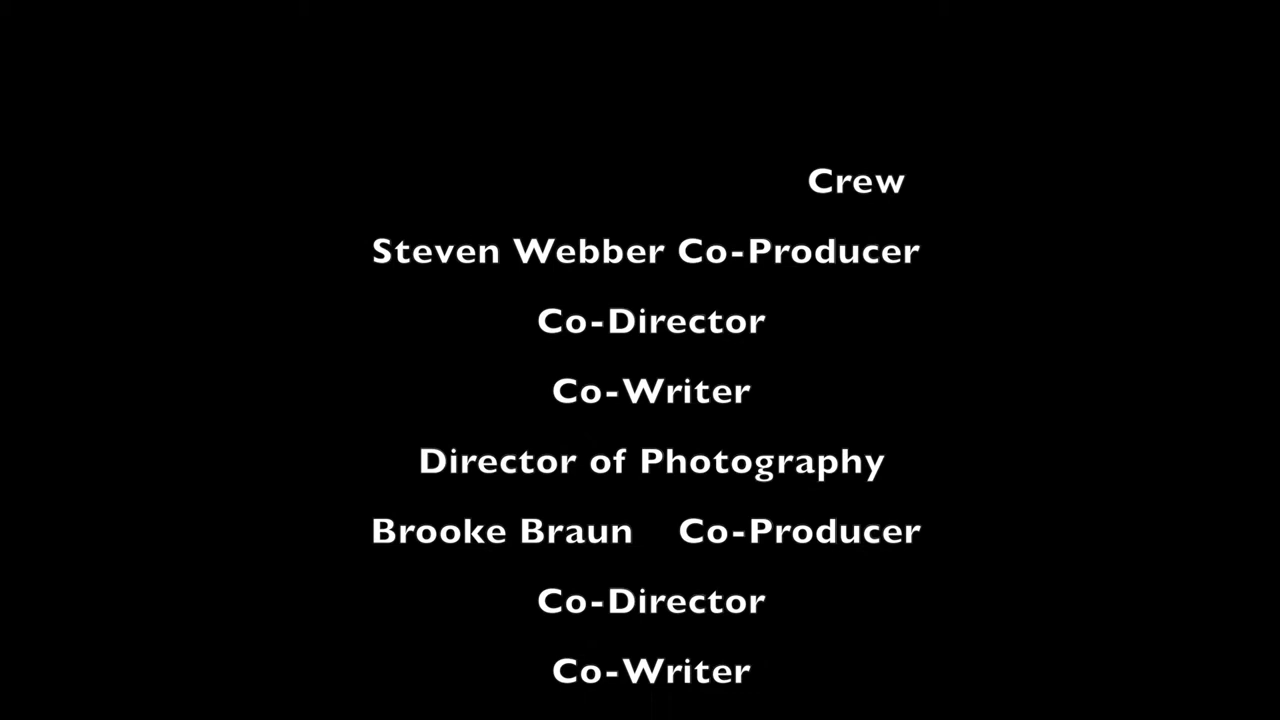 Crew
Steven Webber Co-Producer
Co-Director
Co-Writer
Director of Photography
Brooke Braun Co-Producer
Co-Director
Co-Writer